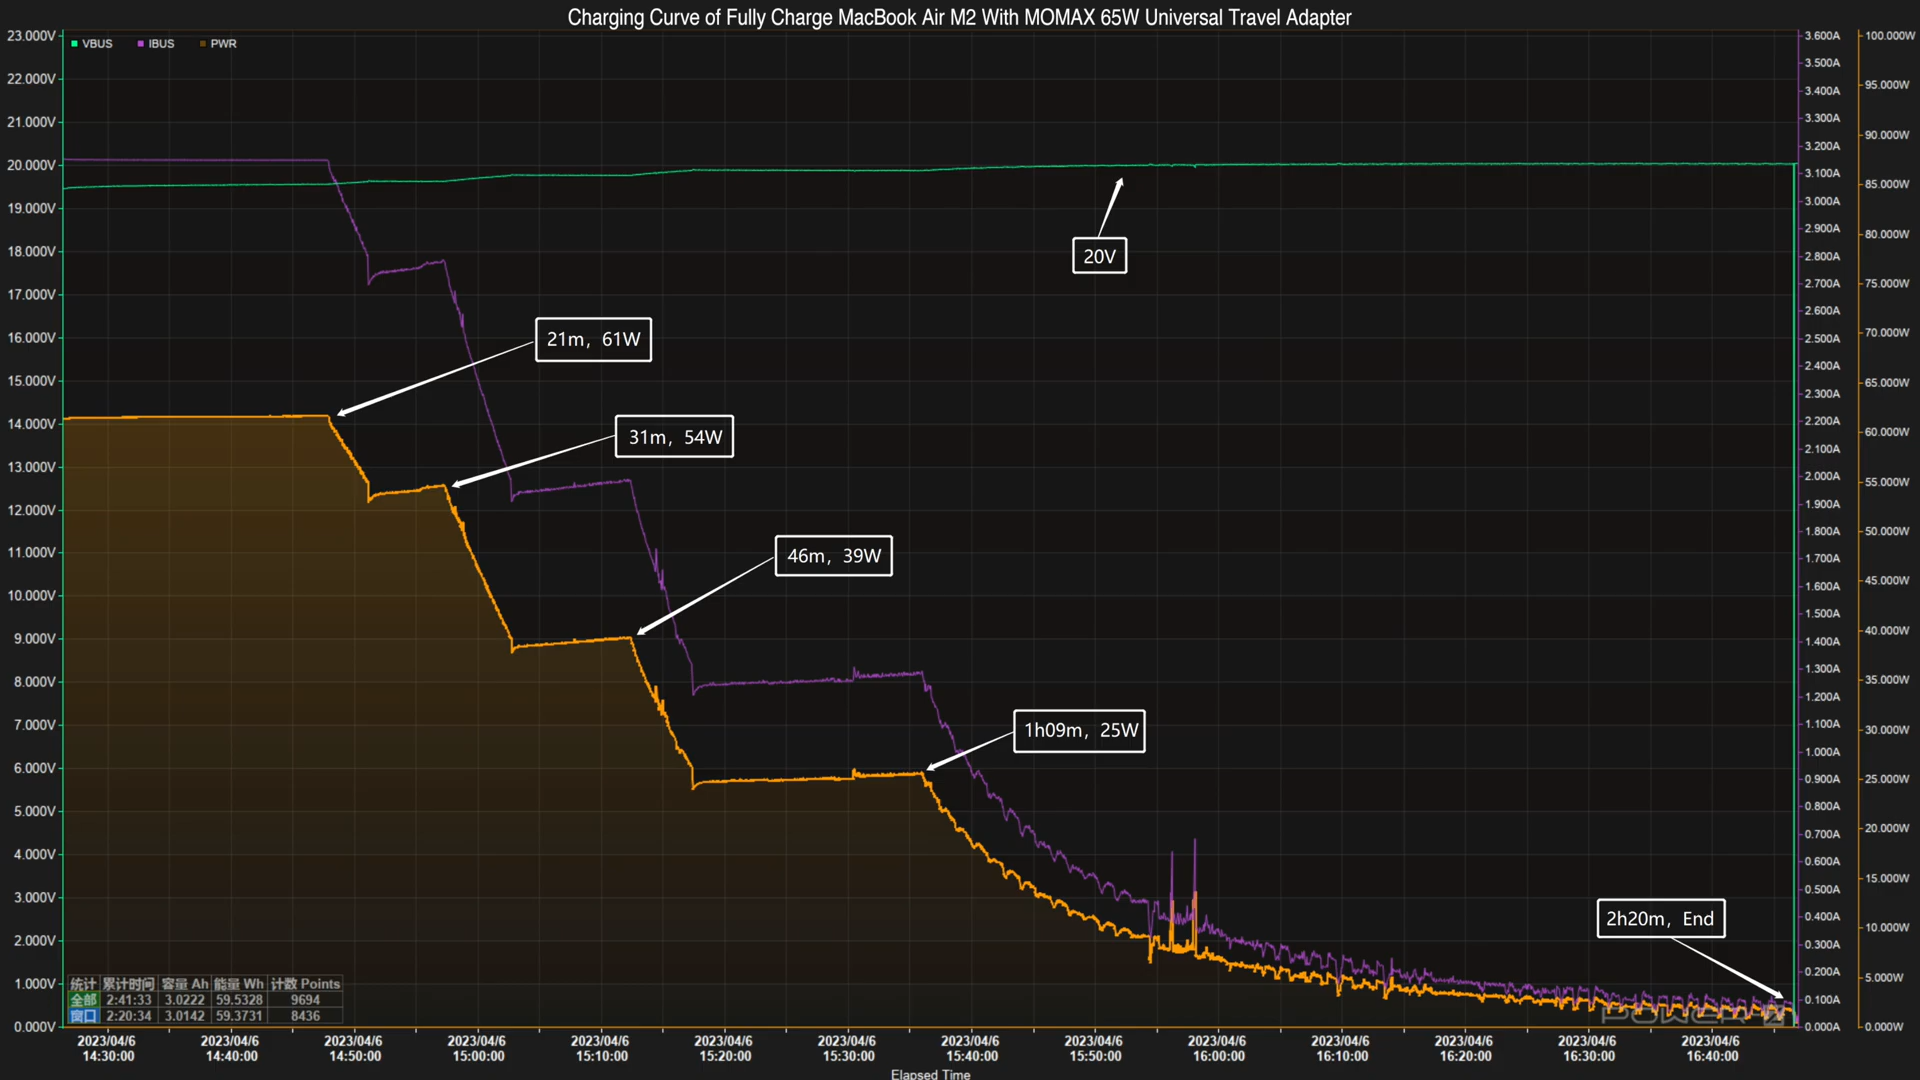 Charging Curve of Fully Charge MacBook Air M2 With MOMAX 65W Universal Travel Adapter
VBUS IBUS PWR
23.000V
22.000V
21.000V
20.000V
19.000V
18.000V
17.000V
16.000V
15.000V
14.000V
13.000V
12.000V
11.000V
10.000V
9.000V
8.000V
7.000V
6.000V
5.000V
4.000V
3.000V
2.000V
1.000V
0.000V
20V
21m, 61W
31m, 54W
46m, 39W
1h09m, 25W
2h20m, End
3.600A
3.500A
3.400A
3.300A
3.200A
3.100A
3.000A
2.900A
2.800A
2.700A
2.600A
2.500A
2.400A
2.300A
2.200A
2.100A
2.000A
1.900A
1.800A
1.700A
1.600A
1.500A
1.400A
1.300A
1.200A
1.100A
1.000A
0.900A
0.800A
0.700A
0.600A
0.500A
0.400A
0.300A
0.200A
0.100A
0.000A
100.000W
95.000W
90.000W
85.000W
80.000W
75.000W
70.000W
65.000W
60.000W
55.000W
50.000W
45.000W
40.000W
35.000W
30.000W
25.000W
20.000W
15.000W
10.000W
5.000W
0.000W
统计 累计时间 容量 Ah 能量 Wh 计数 Points
全部 2:41:33 3.0222 59.5328 9694
窗口 2:20:34 3.0142 59.3731 8436
POWER-Z
2023/04/6 2023/04/6 2023/04/6 2023/04/6 2023/04/6 2023/04/6 2023/04/6 2023/04/6 2023/04/6 2023/04/6 2023/04/6 2023/04/6 2023/04/6 2023/04/6
14:30:00 14:40:00 14:50:00 15:00:00 15:10:00 15:20:00 15:30:00 15:40:00 15:50:00 16:00:00 16:10:00 16:20:00 16:30:00 16:40:00
Elapsed Time